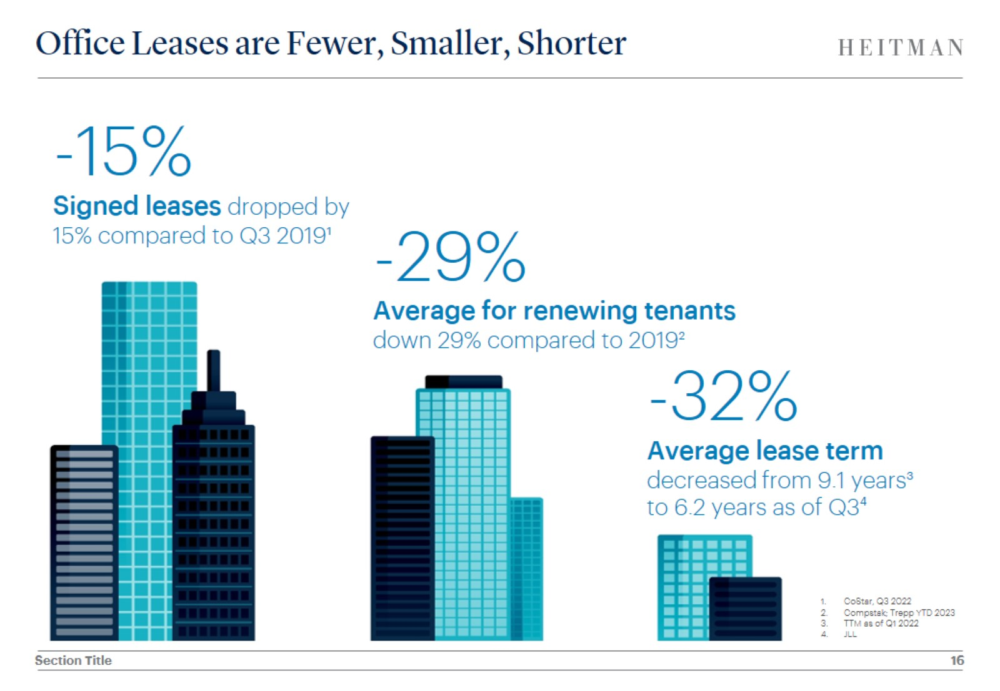 Office Leases are Fewer, Smaller, Shorter
HEITMAN
-15%
Signed leases dropped by
15% compared to Q3 2019¹
-29%
Average for renewing tenants
down 29% compared to 2019²
-32%
Average lease term
decreased from 9.1 years³
to 6.2 years as of Q3⁴
1. CoStar, Q3 2022
2. Compstak; Trepp YTD 2023
3. TTM as of Q1 2022
4. JLL
Section Title
16